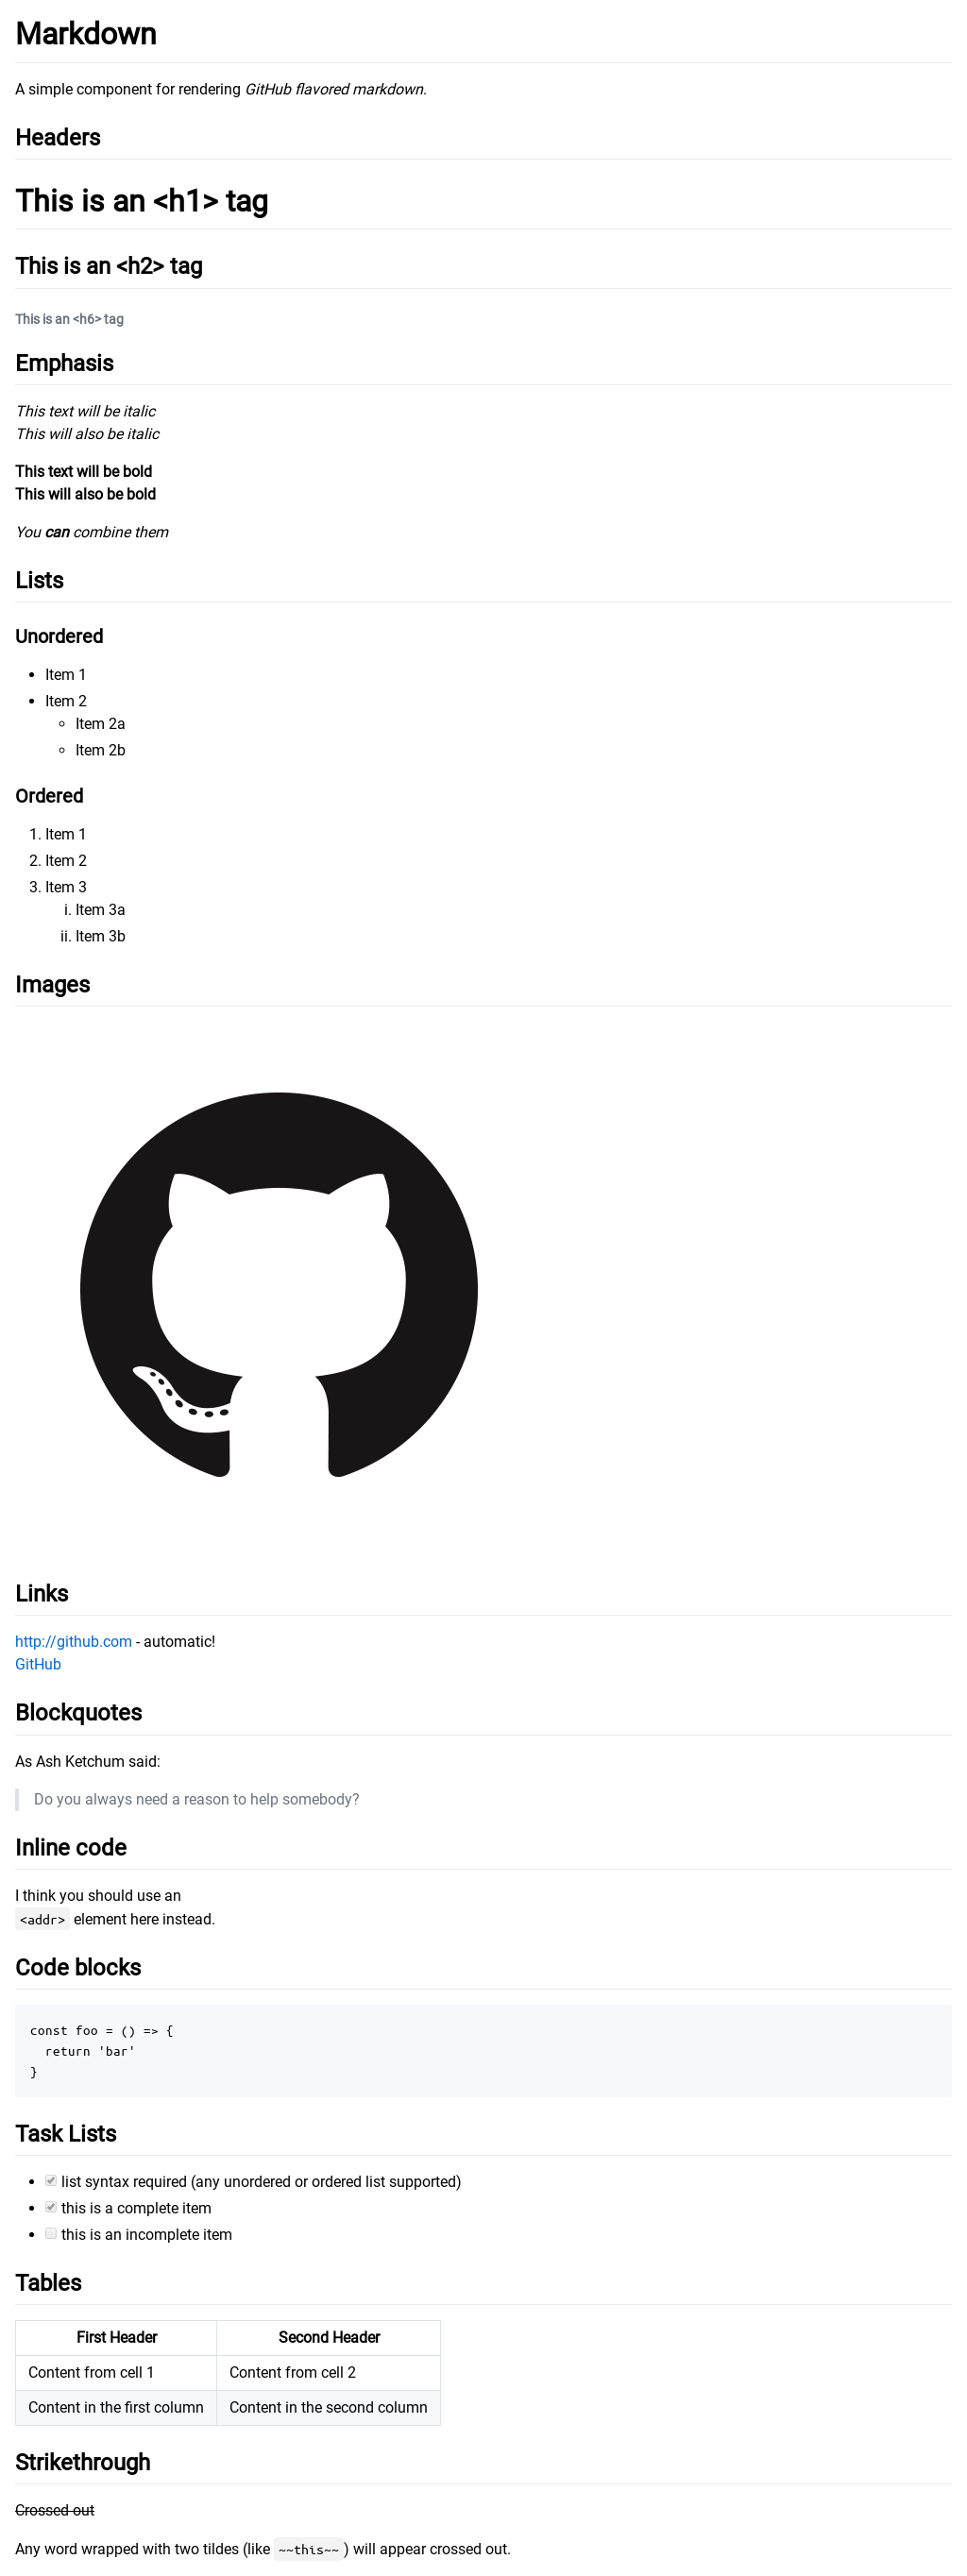 Markdown
A simple component for rendering GitHub flavored markdown.
Headers
This is an <h1> tag
This is an <h2> tag
This is an <h6> tag
Emphasis
This text will be italic
This will also be italic
This text will be bold
This will also be bold
You can combine them
Lists
Unordered
Item 1
Item 2
Item 2a
Item 2b
Ordered
1. Item 1
2. Item 2
3. Item 3
i. Item 3a
ii. Item 3b
Images
Links
http://github.com - automatic!
GitHub
Blockquotes
As Ash Ketchum said:
Do you always need a reason to help somebody?
Inline code
I think you should use an
<addr> element here instead.
Code blocks
const foo = () => {
  return 'bar'
}
Task Lists
list syntax required (any unordered or ordered list supported)
this is a complete item
this is an incomplete item
Tables
First Header Second Header
Content from cell 1 Content from cell 2
Content in the first column Content in the second column
Strikethrough
Crossed out
Any word wrapped with two tildes (like ~~this~~) will appear crossed out.